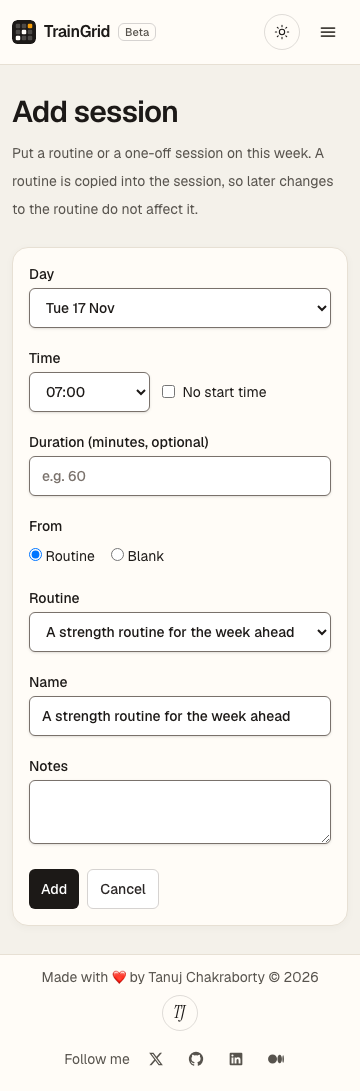 TrainGrid Beta
Add session
Put a routine or a one-off session on this week. A
routine is copied into the session, so later changes
to the routine do not affect it.
Day
Tue 17 Nov
Time
07:00
No start time
Duration (minutes, optional)
e.g. 60
From
Routine
Blank
Routine
A strength routine for the week ahead
Name
A strength routine for the week ahead
Notes
Add
Cancel
Made with ❤️ by Tanuj Chakraborty © 2026
TJ
Follow me